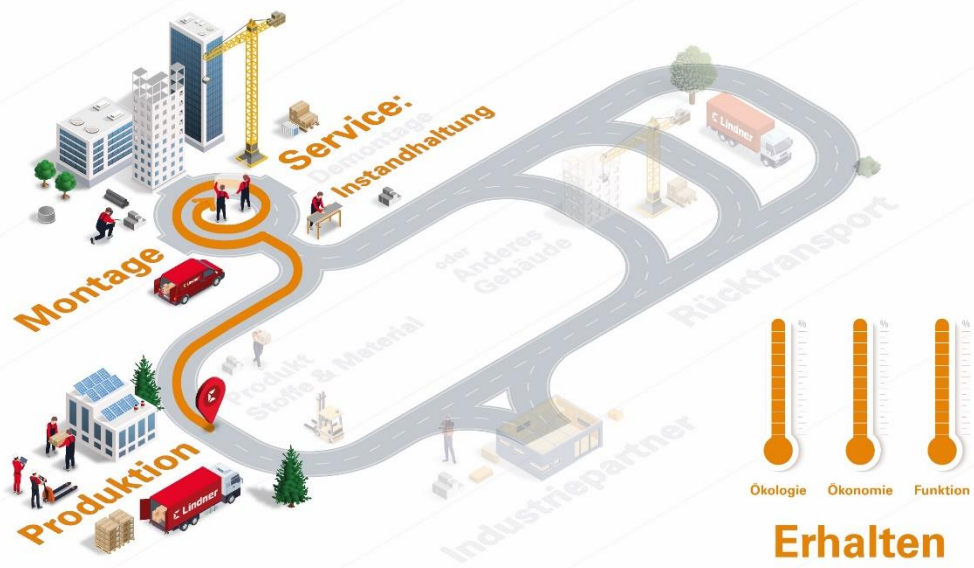 Service:
Demontage
Instandhaltung
Lindner
oder
Anderes
Gebäude
Rücktransport
Montage
Produkt
Stoffe & Material
Produktion
Lindner
Industriepartner
%
%
%
Ökologie
Ökonomie
Funktion
Erhalten